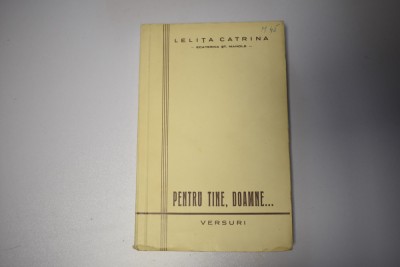 LELIȚA CATRINA
PENTRU TINE, DOAMNE...
VERSURI